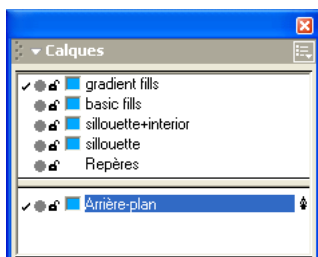 Calques
gradient fills
basic fills
sillouette+interior
sillouette
Repères
Arrière-plan